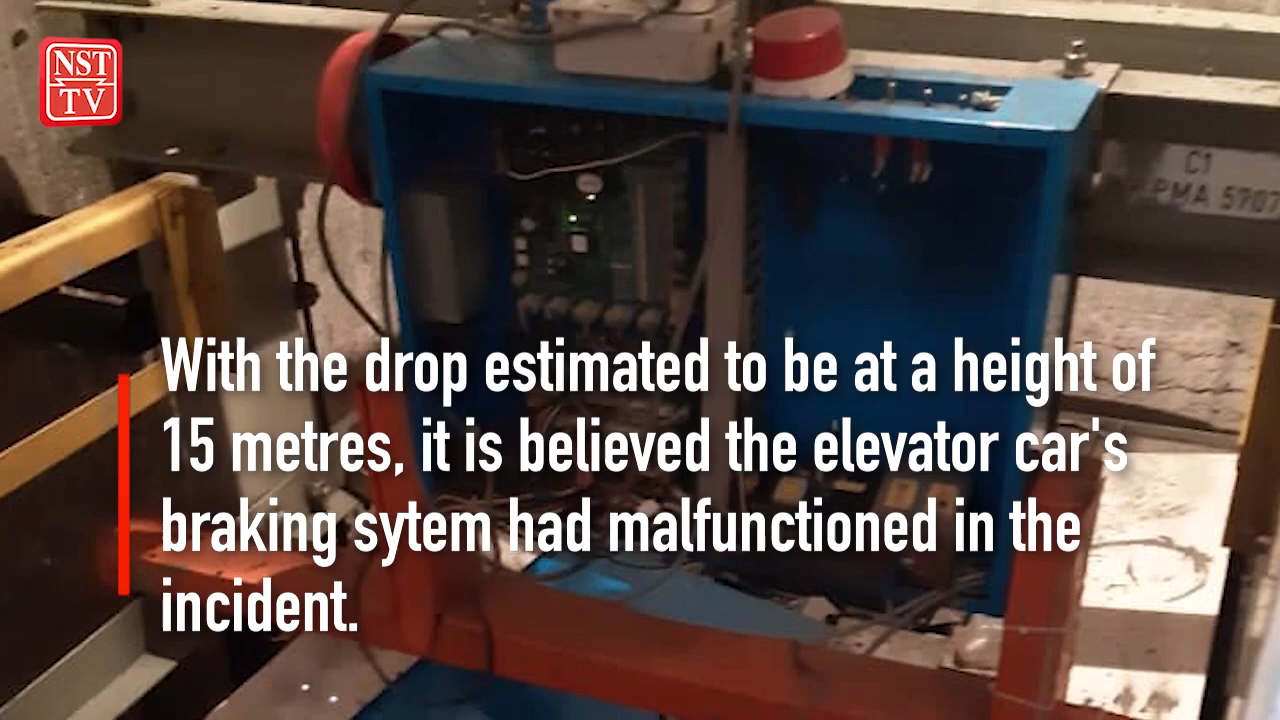 NST
TV
C1
PMA 5707
With the drop estimated to be at a height of
15 metres, it is believed the elevator car's
braking sytem had malfunctioned in the
incident.